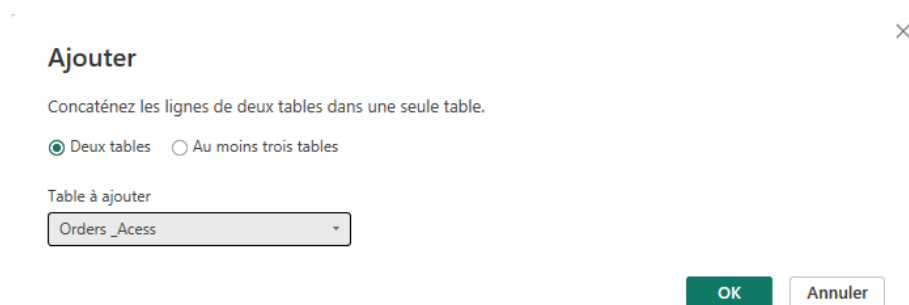 Ajouter
Concaténez les lignes de deux tables dans une seule table.
Deux tables Au moins trois tables
Table à ajouter
Orders _Acess
OK Annuler